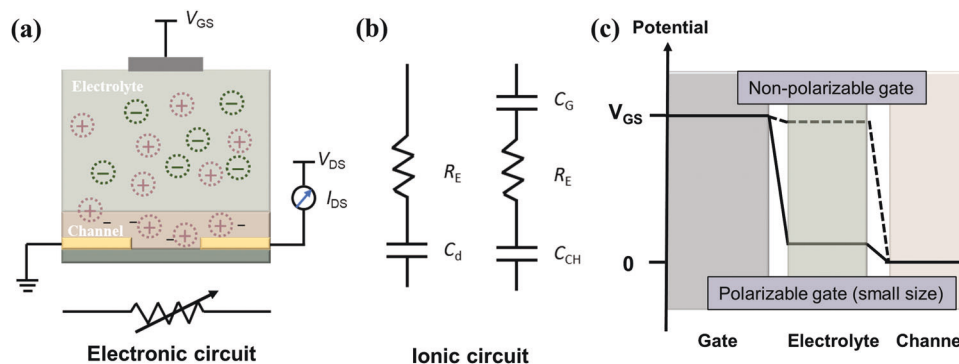 (a)
V_GS
Electrolyte
V_DS
I_DS
Channel
Electronic circuit
(b)
C_G
R_E
R_E
C_d
C_CH
Ionic circuit
(c)
Potential
Non-polarizable gate
V_GS
0
Polarizable gate (small size)
Gate
Electrolyte
Channel